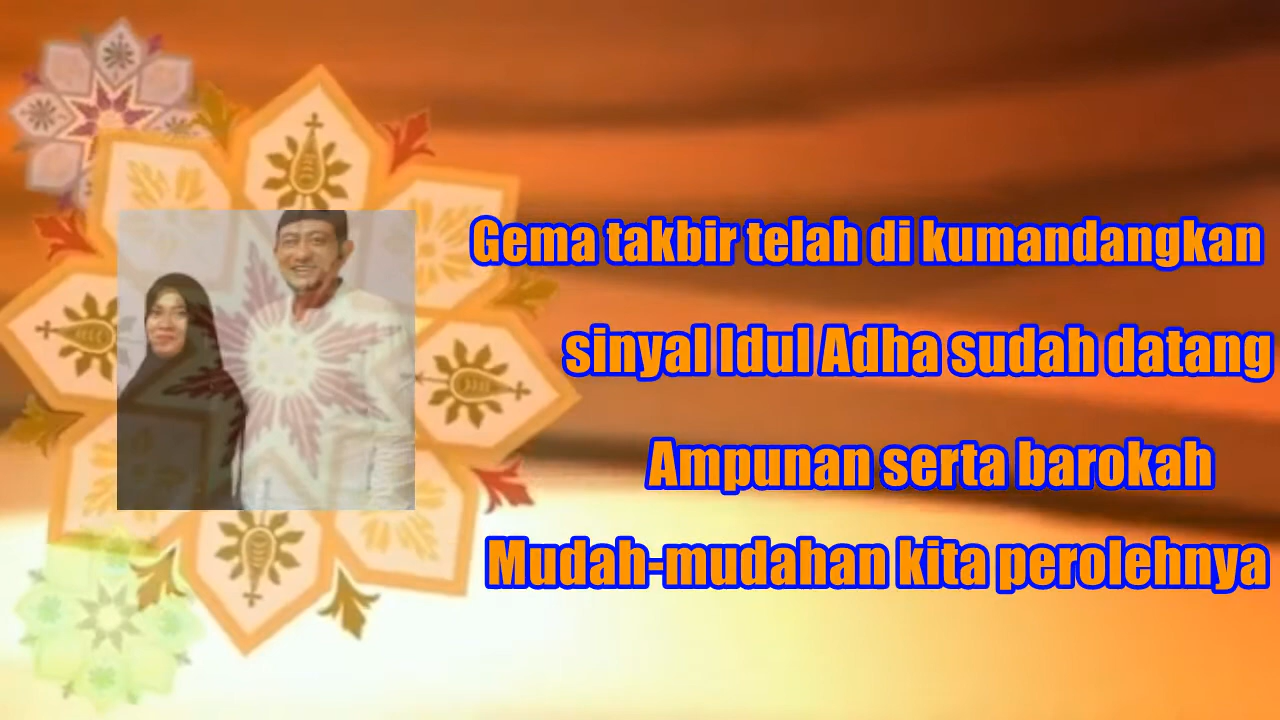 Gema takbir telah di kumandangkan
sinyal Idul Adha sudah datang
Ampunan serta barokah
Mudah-mudahan kita perolehnya